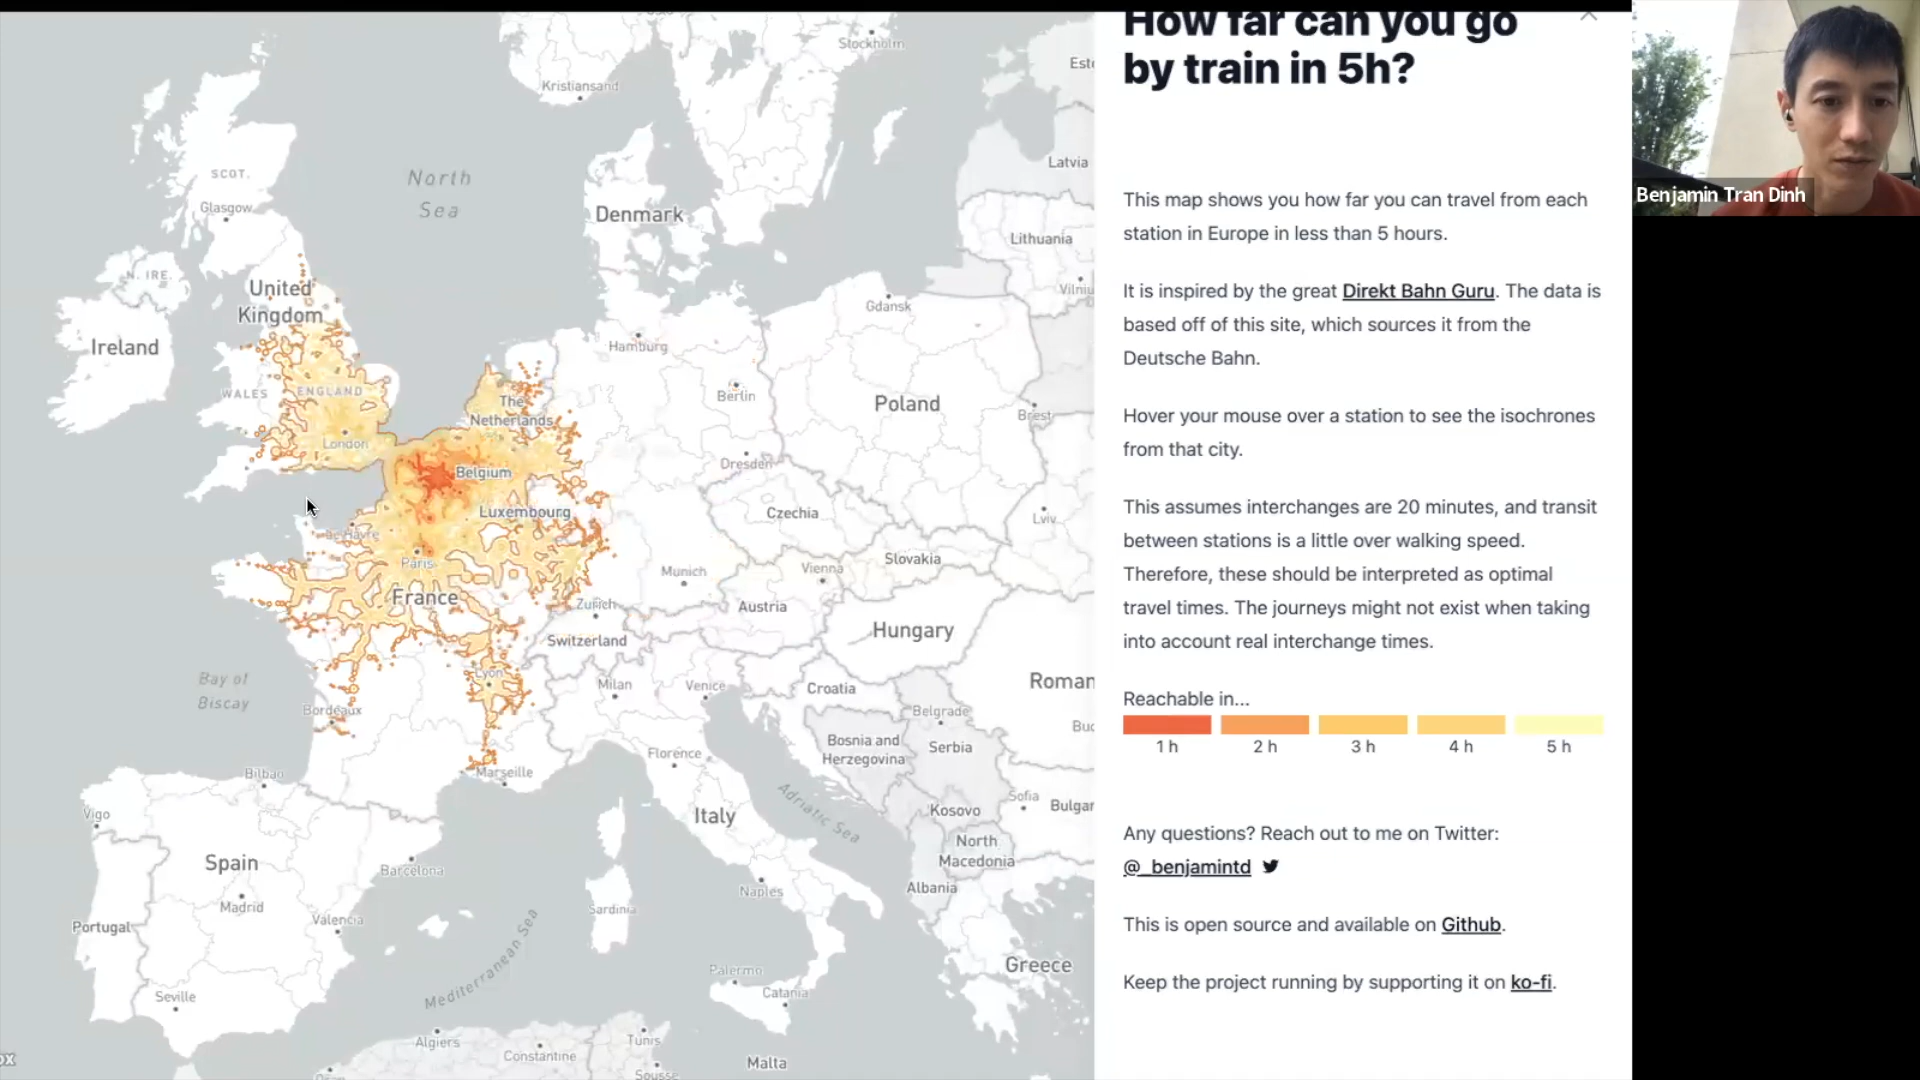 How far can you go
by train in 5h?
This map shows you how far you can travel from each
station in Europe in less than 5 hours.
It is inspired by the great Direkt Bahn Guru. The data is
based off of this site, which sources it from the
Deutsche Bahn.
Hover your mouse over a station to see the isochrones
from that city.
This assumes interchanges are 20 minutes, and transit
between stations is a little over walking speed.
Therefore, these should be interpreted as optimal
travel times. The journeys might not exist when taking
into account real interchange times.
Reachable in...
1 h 2 h 3 h 4 h 5 h
Any questions? Reach out to me on Twitter:
@_benjamintd
This is open source and available on Github.
Keep the project running by supporting it on ko-fi.
Benjamin Tran Dinh
Stockholm
Kristiansand
Latvia
SCOT.
North
Sea
Glasgow
Denmark
Lithuania
N. IRE.
United
Kingdom
Gdansk
Ireland
Hamburg
WALES
ENGLAND
The
Netherlands
Berlin
Poland
Brest
London
Belgium
Dresden
Luxembourg
Czechia
Lviv
Le Havre
Paris
Slovakia
Munich
Vienna
France
Zurich
Austria
Switzerland
Hungary
Bay of
Biscay
Lyon
Milan
Venice
Croatia
Roman
Bordeaux
Belgrade
Bosnia and
Herzegovina
Serbia
Florence
Bilbao
Marseille
Adriatic Sea
Sofia
Bulgar
Vigo
Italy
Kosovo
North
Macedonia
Spain
Barcelona
Naples
Albania
Madrid
Sardinia
Valencia
Portugal
Mediterranean Sea
Greece
Palermo
Seville
Catania
Algiers
Constantine
Tunis
Malta
Sousse